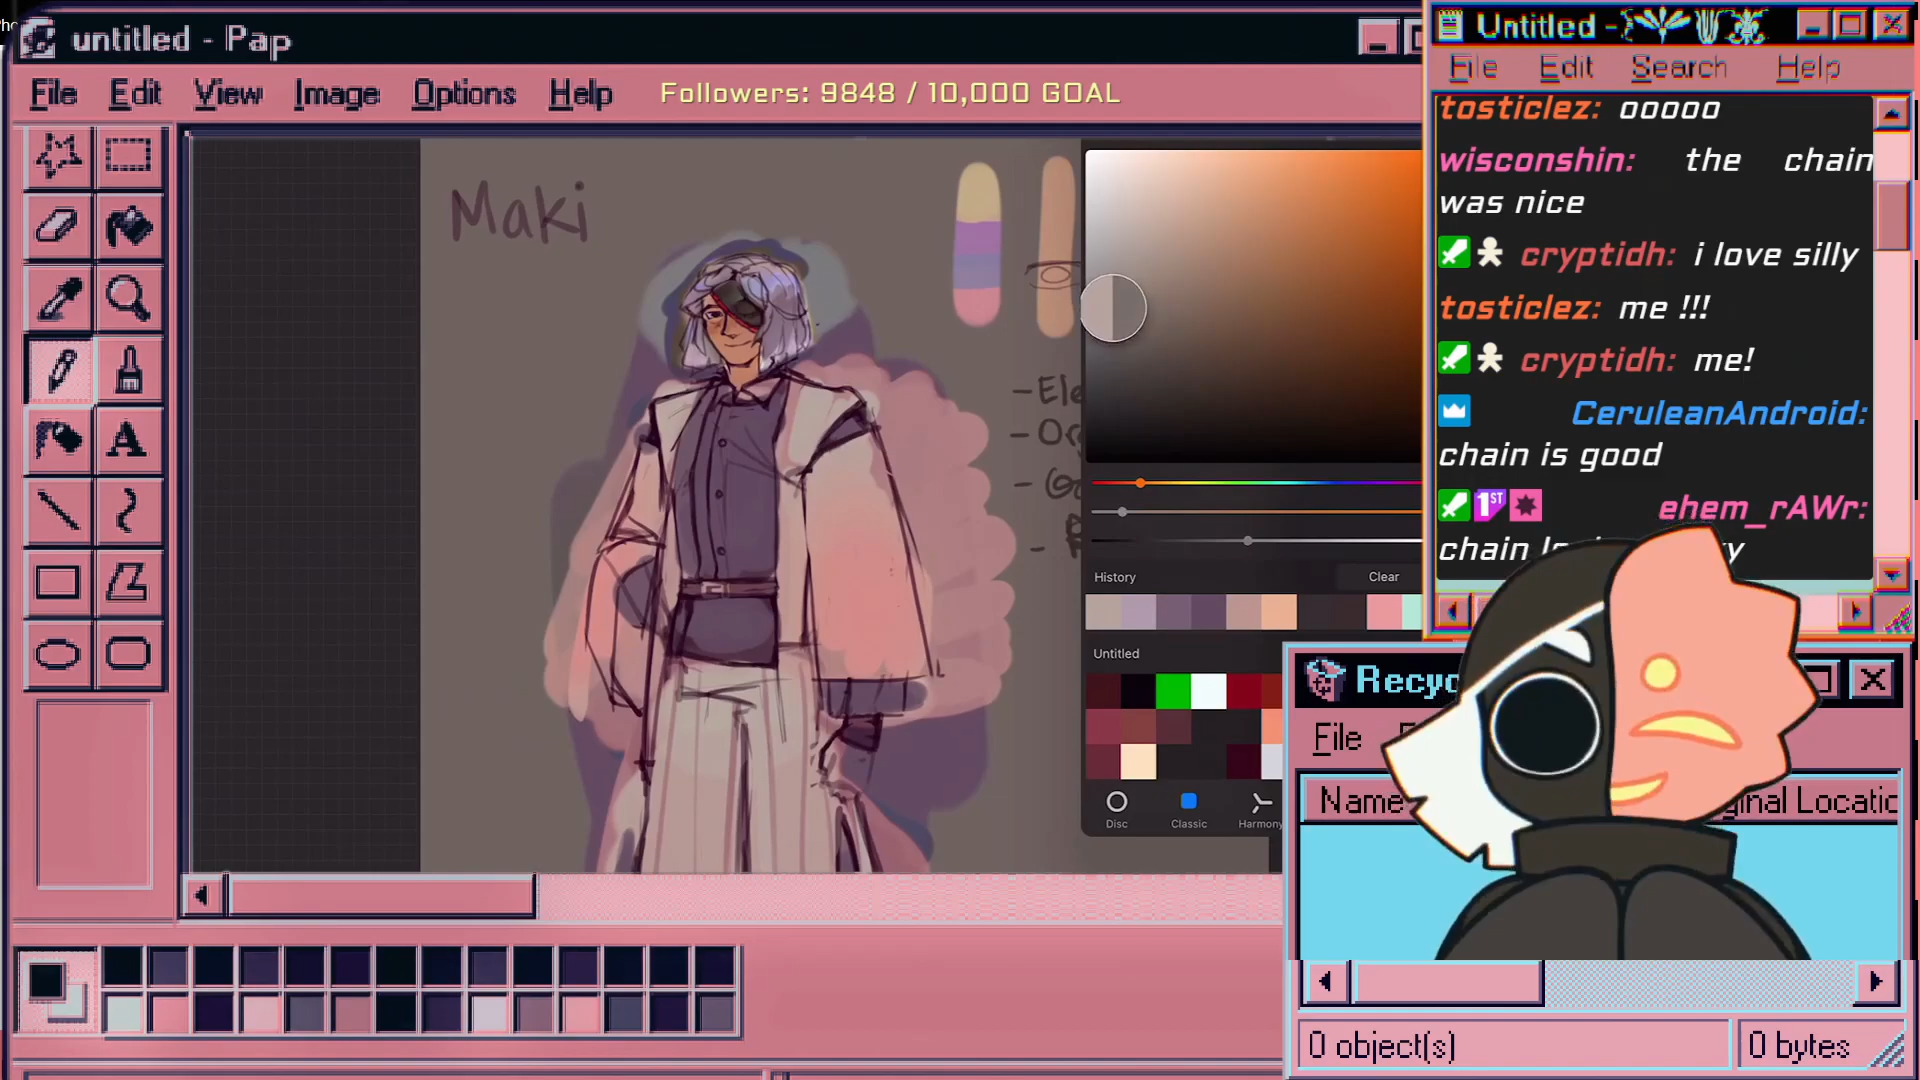 untitled - Pap
File Edit View Image Options Help
Followers: 9848 / 10,000 GOAL
Maki
History
Clear
Untitled
Disc
Classic
Harmony
A
Untitled -
File Edit Search Help
tosticlez: ooooo
wisconshin: the chain
was nice
cryptidh: i love silly
tosticlez: me !!!
cryptidh: me!
CeruleanAndroid:
chain is good
1ST ehem_rAWr:
chain
File
Name
0 object(s)
0 bytes